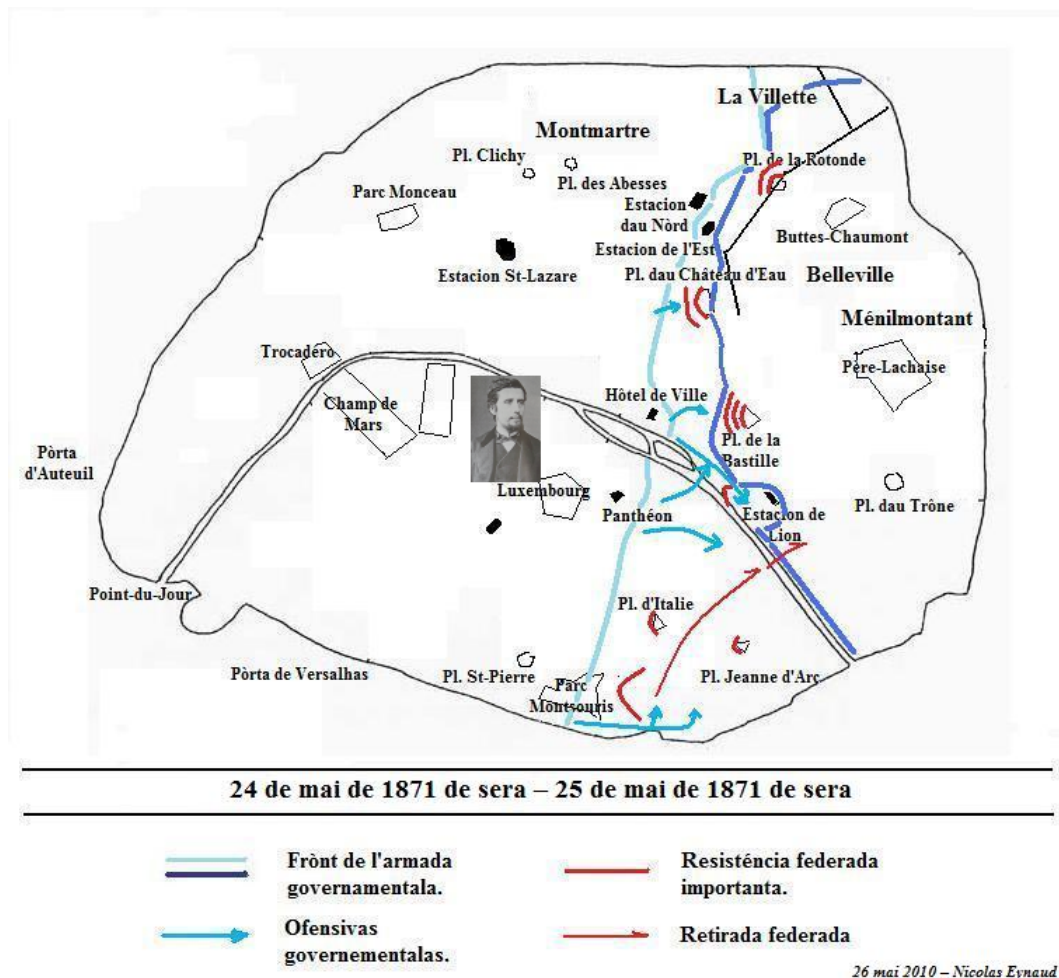 La Villette
Montmartre
Pl. Clichy
Pl. de la Rotonde
Pl. des Abesses
Parc Monceau
Estacion
dau Nòrd
Buttes-Chaumont
Estacion de l'Est
Estacion St-Lazare
Pl. dau Château d'Eau
Belleville
Ménilmontant
Trocadéro
Père-Lachaise
Hôtel de Ville
Champ de
Mars
Pl. de la
Bastille
Pòrta
d'Auteuil
Luxembourg
Panthéon
Estacion de
Lion
Pl. dau Trône
Point-du-Jour
Pl. d'Italie
Pòrta de Versalhas
Pl. St-Pierre
Parc
Montsouris
Pl. Jeanne d'Arc
24 de mai de 1871 de sera – 25 de mai de 1871 de sera
Frònt de l'armada
governamentala.
Resisténcia federada
importanta.
Ofensivas
governementalas.
Retirada federada
26 mai 2010 – Nicolas Eynaud